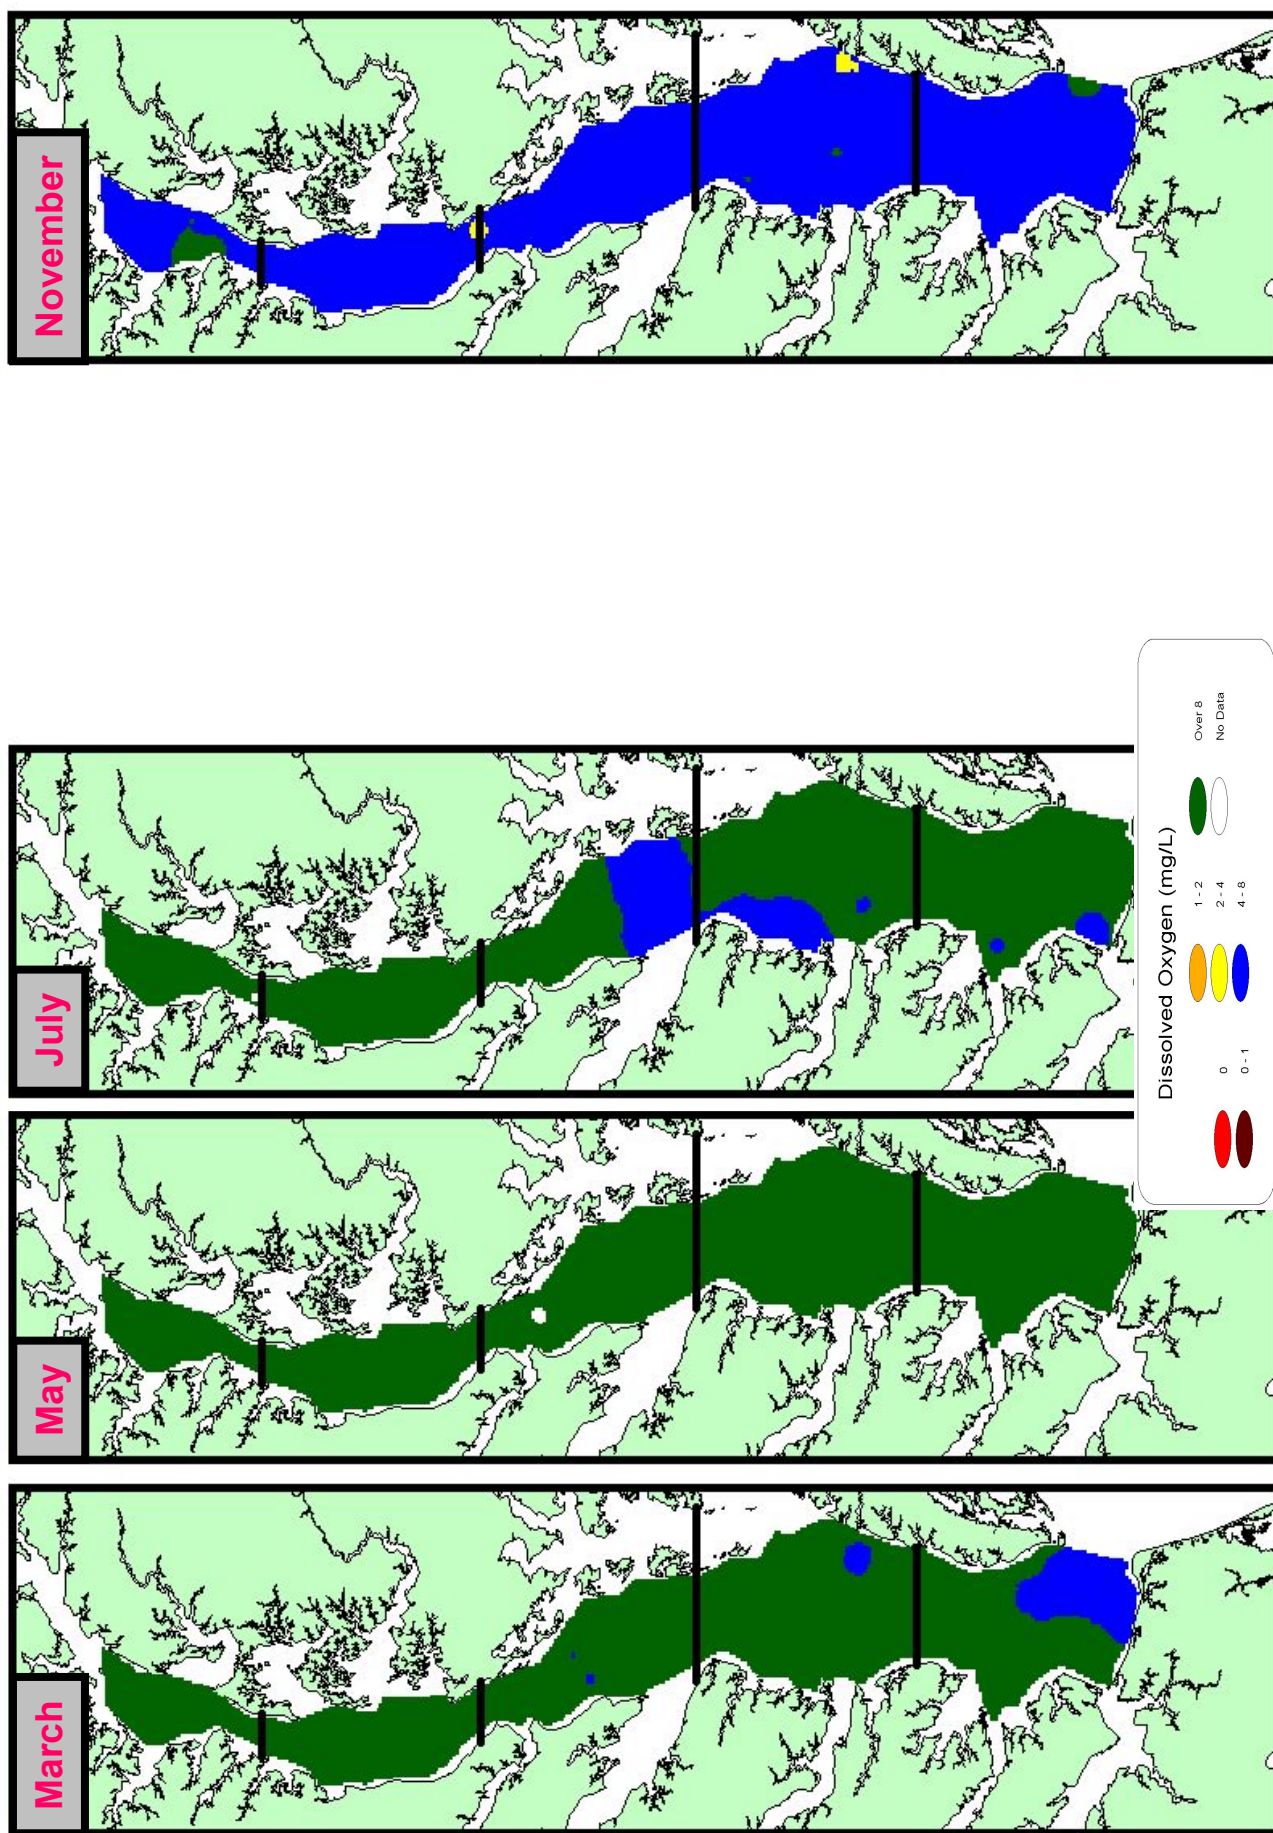 March
May
July
November
Dissolved Oxygen (mg/L)
0
1 - 2
Over 8
0 - 1
2 - 4
No Data
4 - 8